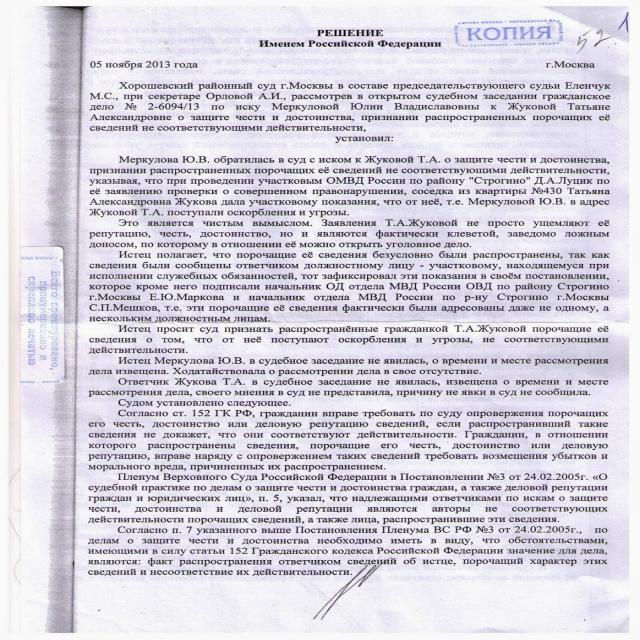 РЕШЕНИЕ
Именем Российской Федерации
КОПИЯ
52
05 ноября 2013 года г.Москва
Хорошевский районный суд г.Москвы в составе председательствующего судьи Еленчук
М.С., при секретаре Орловой А.И., рассмотрев в открытом судебном заседании гражданское
дело № 2-6094/13 по иску Меркуловой Юлии Владиславовны к Жуковой Татьяне
Александровне о защите чести и достоинства, признании распространенных порочащих её
сведений не соответствующими действительности,
установил:
Меркулова Ю.В. обратилась в суд с иском к Жуковой Т.А. о защите чести и достоинства,
признании распространенных порочащих её сведений не соответствующими действительности,
указывая, что при проведении участковым ОМВД России по району "Строгино" Д.А.Луцик по
её заявлению проверки о совершенном правонарушении, соседка из квартиры №430 Татьяна
Александровна Жукова дала участковому показания, что от неё, т.е. Меркуловой Ю.В. в адрес
Жуковой Т.А. поступали оскорбления и угрозы.
Это является чистым вымыслом. Заявления Т.А.Жуковой не просто ущемляют её
репутацию, честь, достоинство, но и являются фактически клеветой, заведомо ложным
доносом, по которому в отношении её можно открыть уголовное дело.
Истец полагает, что порочащие её сведения безусловно были распространены, так как
сведения были сообщены ответчиком должностному лицу - участковому, находящемуся при
исполнении служебных обязанностей, тот зафиксировал эти показания в своём постановлении,
которое кроме него подписали начальник ОД отдела МВД России ОВД по району Строгино
г.Москвы Е.Ю.Маркова и начальник отдела МВД России по р-ну Строгино г.Москвы
С.П.Мешков, т.е. эти порочащие её сведения фактически были адресованы даже не одному, а
нескольким должностным лицам.
Истец просит суд признать распространённые гражданкой Т.А.Жуковой порочащие её
сведения о том, что от неё поступают оскорбления и угрозы, не соответствующими
действительности.
Истец Меркулова Ю.В. в судебное заседание не явилась, о времени и месте рассмотрения
дела извещена. Ходатайствовала о рассмотрении дела в свое отсутствие.
Ответчик Жукова Т.А. в судебное заседание не явилась, извещена о времени и месте
рассмотрения дела, своего мнения в суд не представила, причину не явки в суд не сообщила.
Судом установлено следующее.
Согласно ст. 152 ГК РФ, гражданин вправе требовать по суду опровержения порочащих
его честь, достоинство или деловую репутацию сведений, если распространивший такие
сведения не докажет, что они соответствуют действительности. Гражданин, в отношении
которого распространены сведения, порочащие его честь, достоинство или деловую
репутацию, вправе наряду с опровержением таких сведений требовать возмещения убытков и
морального вреда, причиненных их распространением.
Пленум Верховного Суда Российской Федерации в Постановлении №3 от 24.02.2005г. «О
судебной практике по делам о защите чести и достоинства граждан, а также деловой репутации
граждан и юридических лиц», п. 5, указал, что надлежащими ответчиками по искам о защите
чести, достоинства и деловой репутации являются авторы не соответствующих
действительности порочащих сведений, а также лица, распространившие эти сведения.
Согласно п. 7 указанного выше Постановления Пленума ВС РФ №3 от 24.02.2005г., по
делам о защите чести и достоинства необходимо иметь в виду, что обстоятельствами,
имеющими в силу статьи 152 Гражданского кодекса Российской Федерации значение для дела,
являются: факт распространения ответчиком сведений об истце, порочащий характер этих
сведений и несоответствие их действительности.